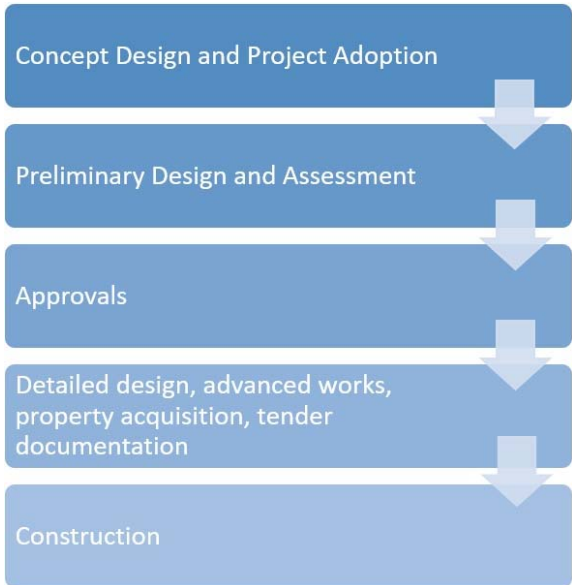 Concept Design and Project Adoption
Preliminary Design and Assessment
Approvals
Detailed design, advanced works,
property acquisition, tender
documentation
Construction